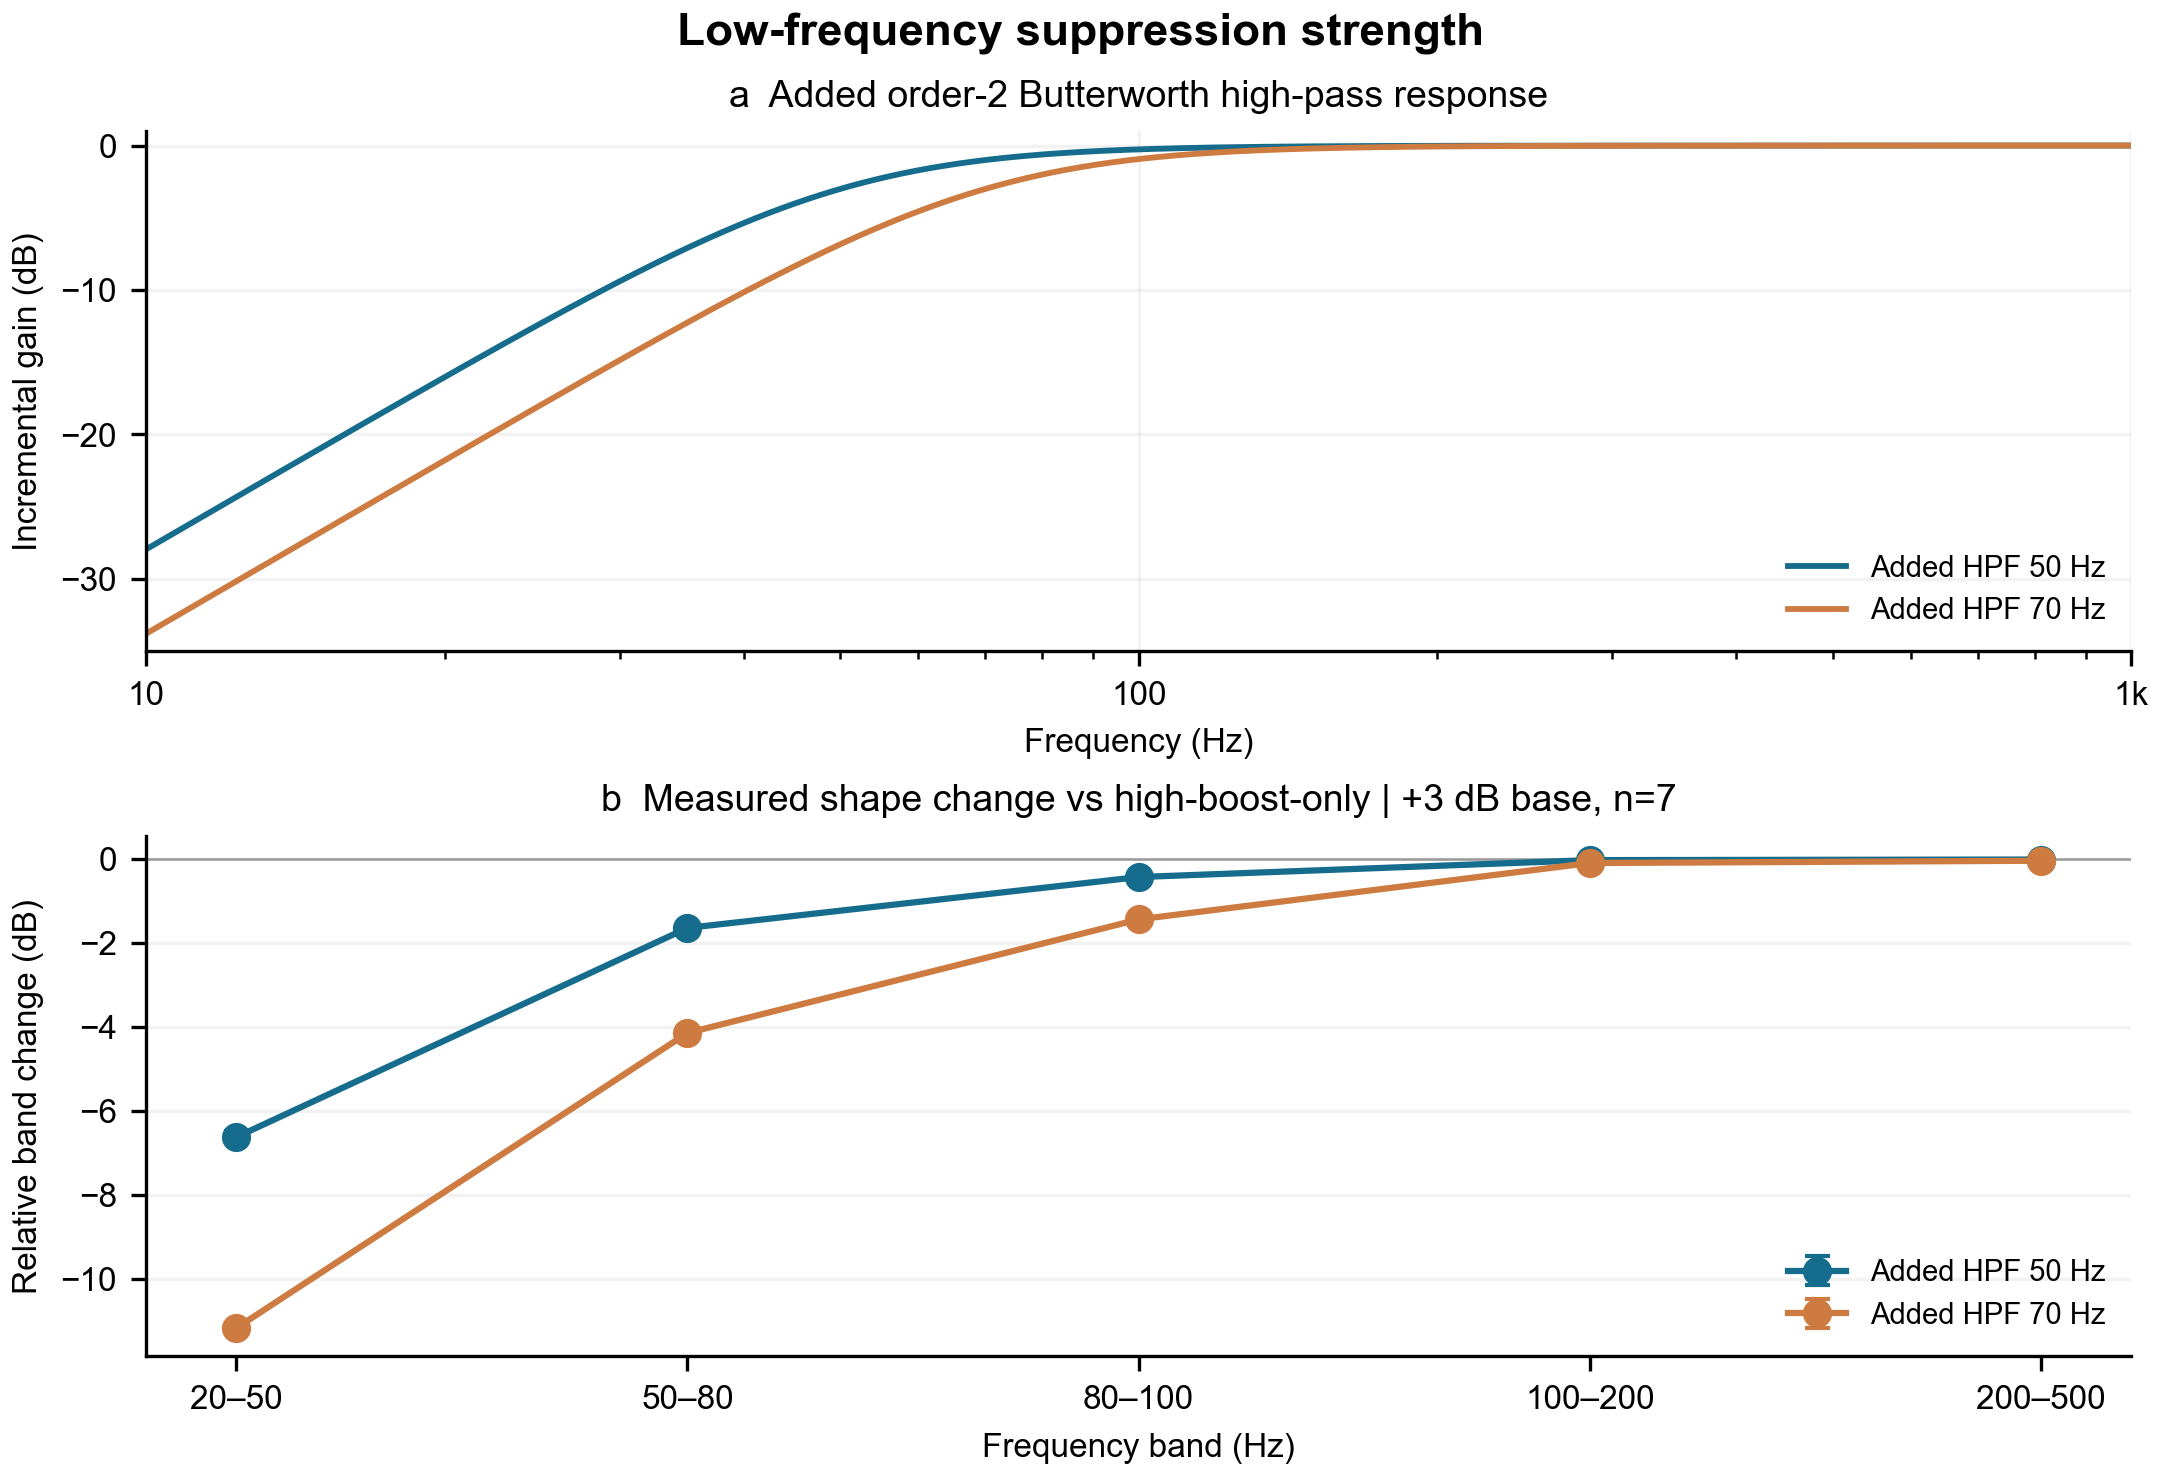 Low-frequency suppression strength
a  Added order-2 Butterworth high-pass response
Incremental gain (dB)
0
−10
−20
−30
Added HPF 50 Hz
Added HPF 70 Hz
10
100
1k
Frequency (Hz)
b  Measured shape change vs high-boost-only | +3 dB base, n=7
Relative band change (dB)
0
−2
−4
−6
−8
−10
Added HPF 50 Hz
Added HPF 70 Hz
20–50
50–80
80–100
100–200
200–500
Frequency band (Hz)